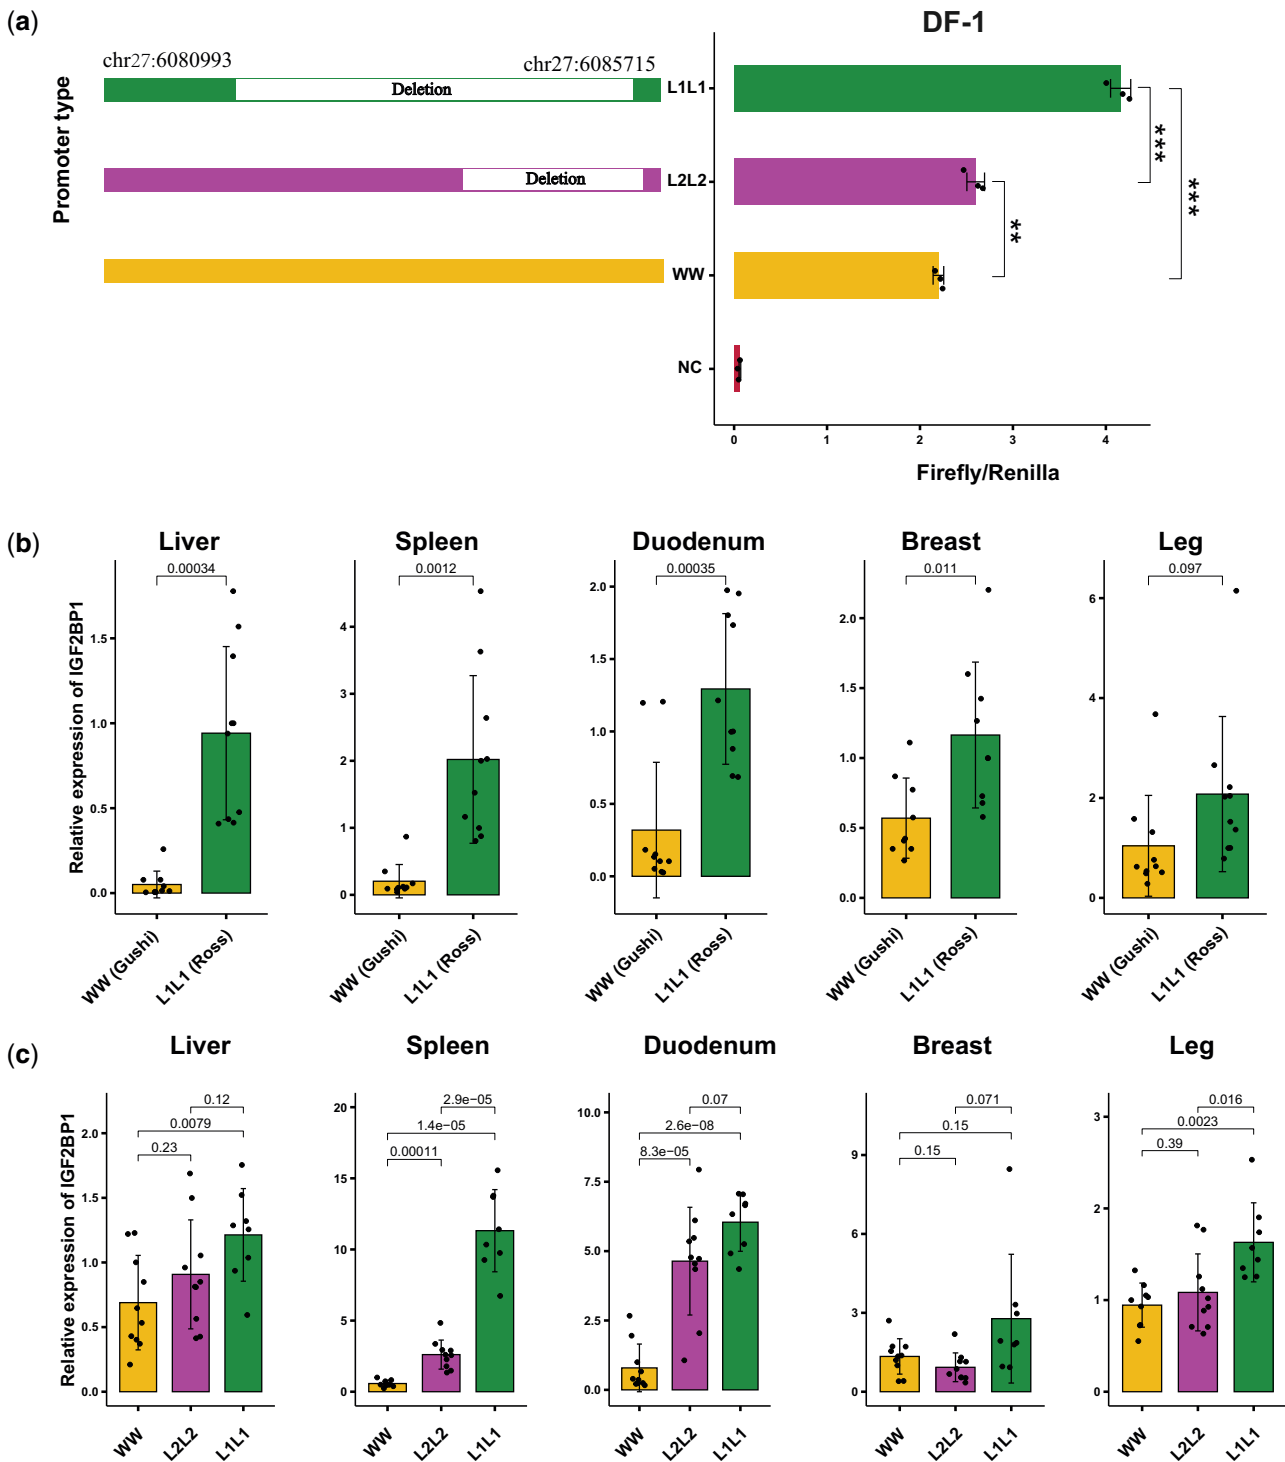 (a)
DF-1
chr27:6080993
chr27:6085715
Promoter type
Deletion
L1L1
Deletion
L2L2
WW
NC
***
***
**
0 1 2 3 4
Firefly/Renilla
(b)
Liver Spleen Duodenum Breast Leg
Relative expression of IGF2BP1
0.00034 0.0012 0.00035 0.011 0.097
1.5
1.0
0.5
0.0
4
3
2
1
0
2.0
1.5
1.0
0.5
0.0
2.0
1.5
1.0
0.5
0.0
6
4
2
0
WW (Gushi) L1L1 (Ross) WW (Gushi) L1L1 (Ross) WW (Gushi) L1L1 (Ross) WW (Gushi) L1L1 (Ross) WW (Gushi) L1L1 (Ross)
(c)
Liver Spleen Duodenum Breast Leg
Relative expression of IGF2BP1
0.12
0.0079
0.23
2.0
1.5
1.0
0.5
0.0
2.9e-05
1.4e-05
0.00011
20
15
10
5
0
0.07
2.6e-08
8.3e-05
10.0
7.5
5.0
2.5
0.0
0.071
0.15
0.15
9
6
3
0
0.016
0.0023
0.39
3
2
1
0
WW L2L2 L1L1 WW L2L2 L1L1 WW L2L2 L1L1 WW L2L2 L1L1 WW L2L2 L1L1